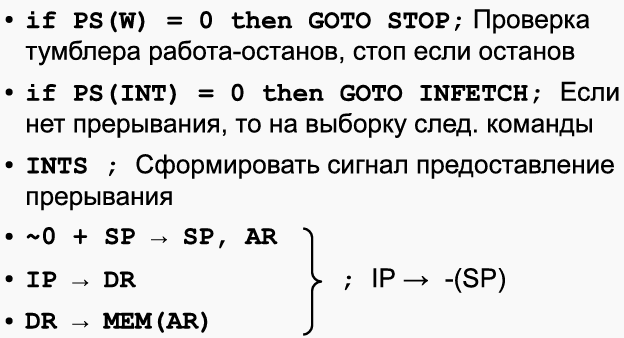 • if PS(W) = 0 then GOTO STOP; Проверка
тумблера работа-останов, стоп если останов
• if PS(INT) = 0 then GOTO INFETCH; Если
нет прерывания, то на выборку след. команды
• INTS ; Сформировать сигнал предоставление
прерывания
• ~0 + SP → SP, AR
• IP → DR ; IP → -(SP)
• DR → MEM(AR)